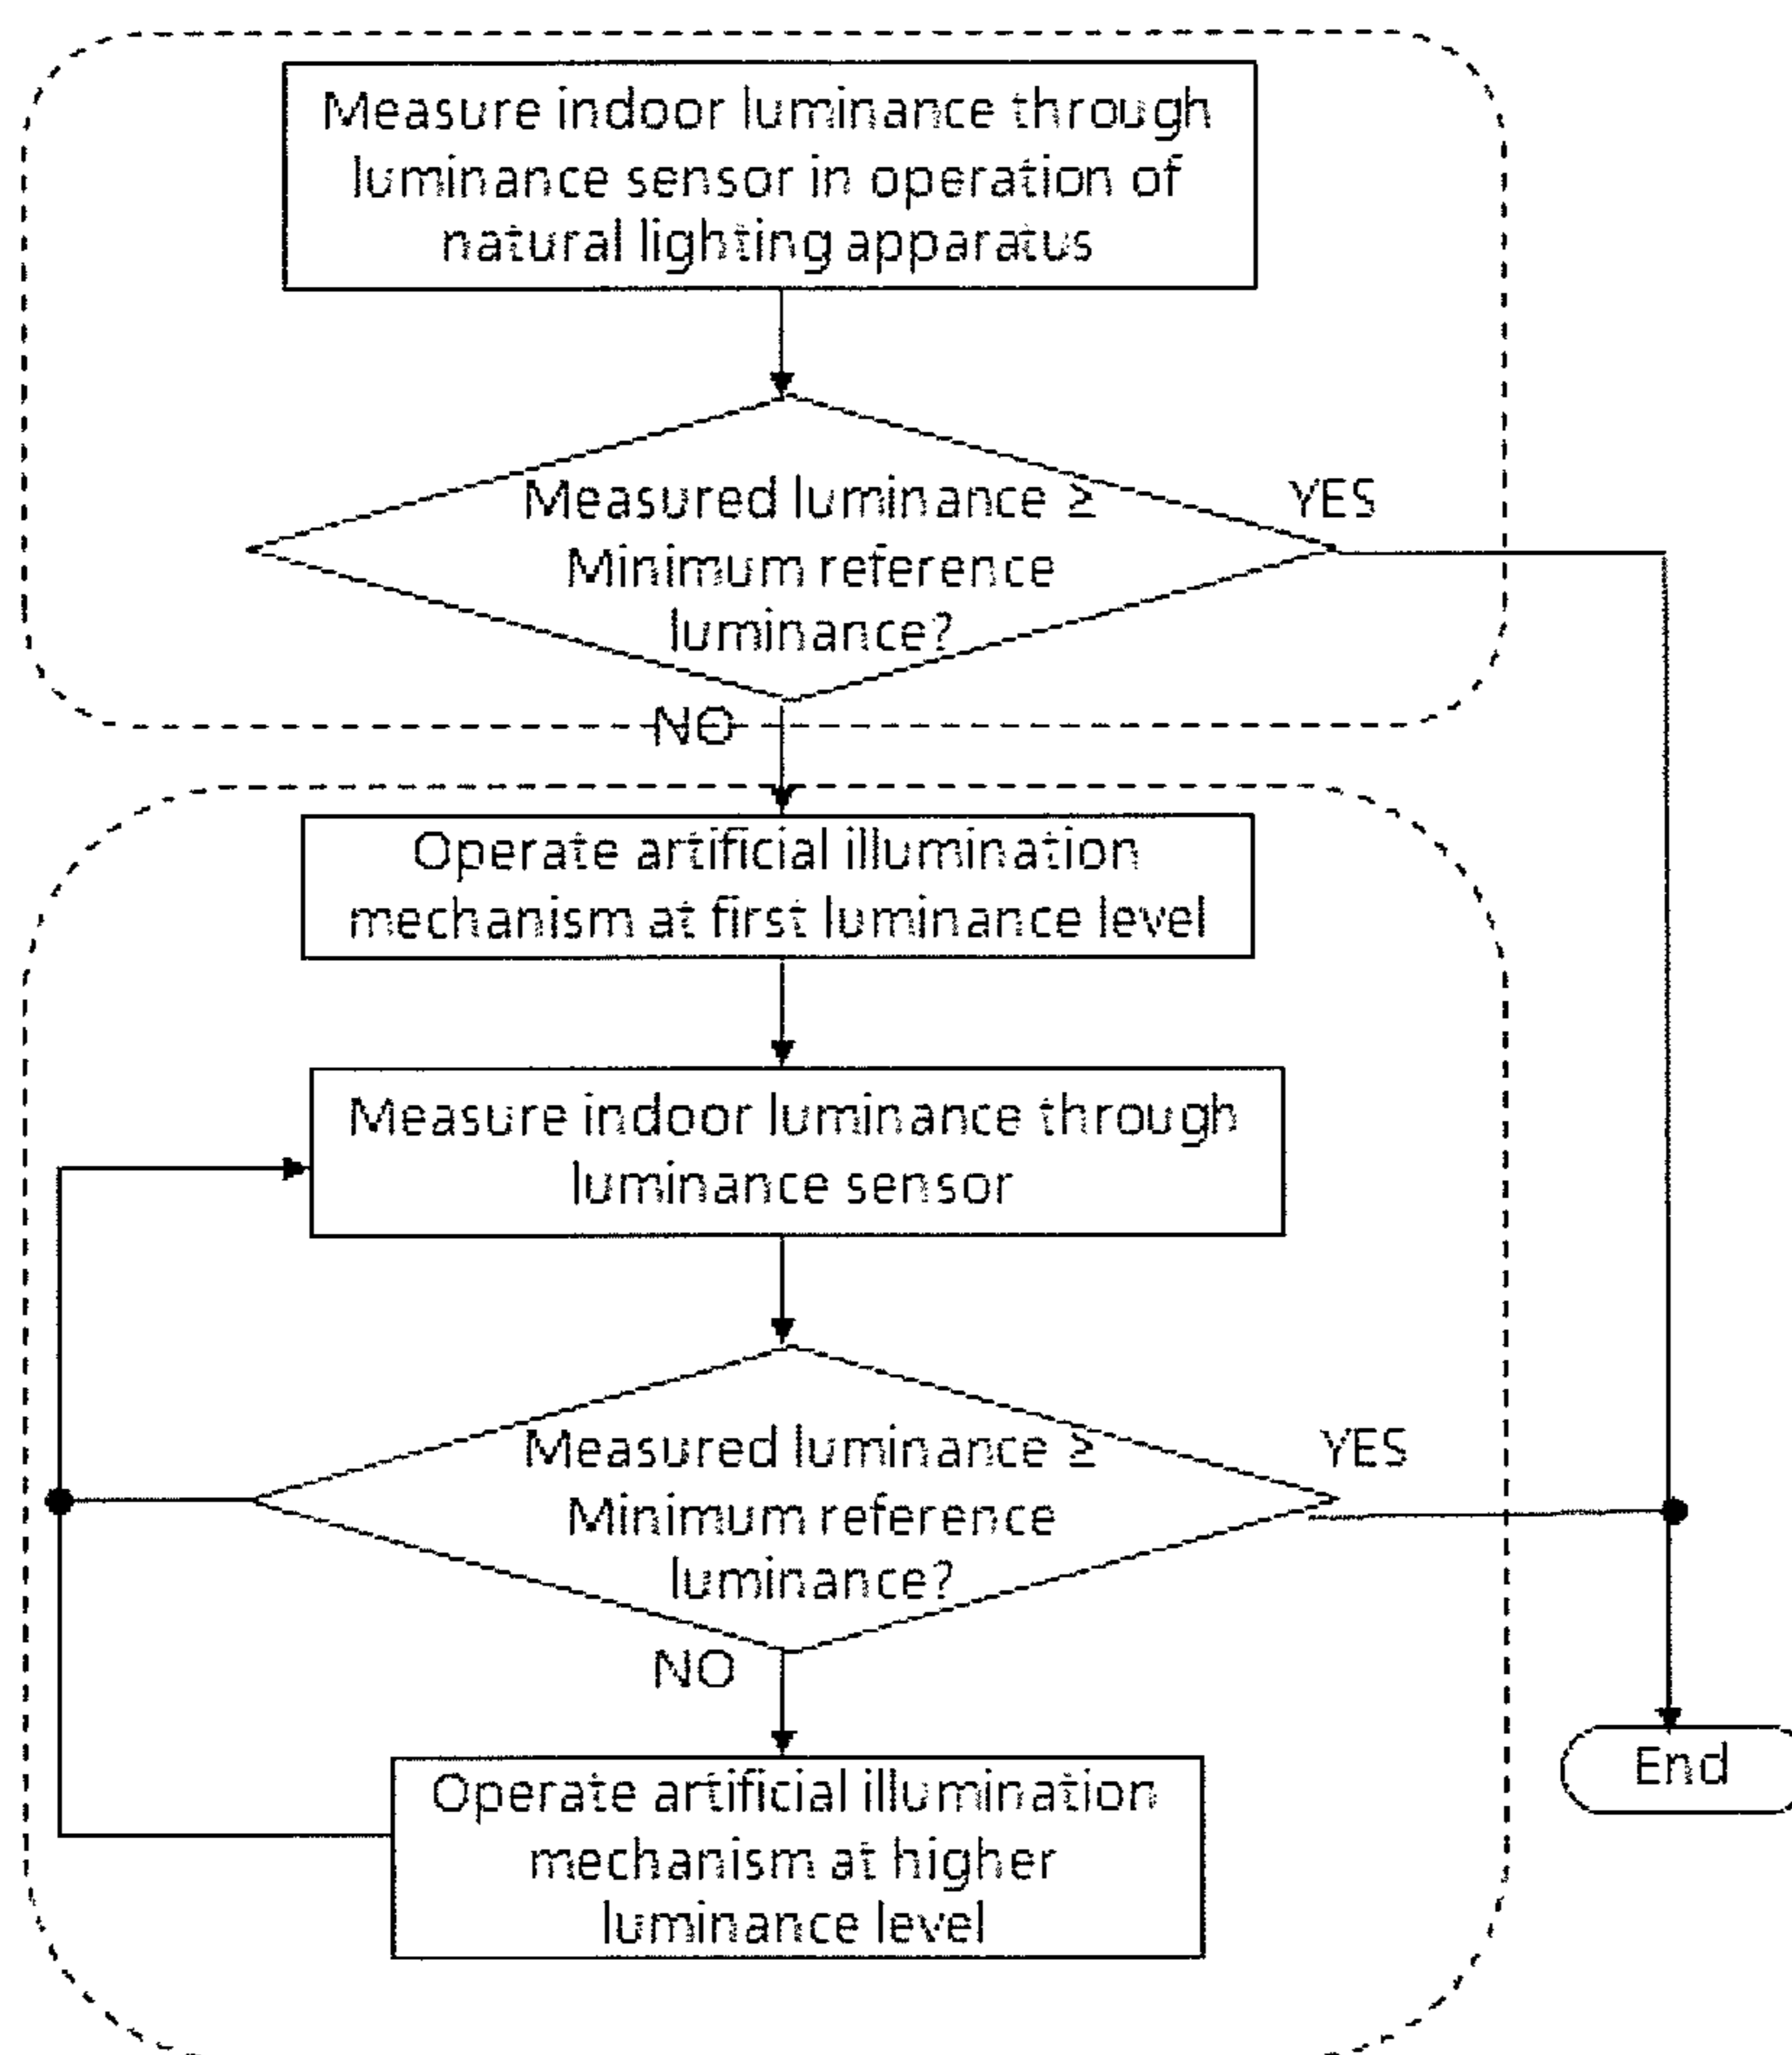 Measure indoor luminance through
luminance sensor in operation of
natural lighting apparatus
Measured luminance ≥
Minimum reference
luminance?
YES
NO
Operate artificial illumination
mechanism at first luminance level
Measure indoor luminance through
luminance sensor
Measured luminance ≥
Minimum reference
luminance?
YES
NO
Operate artificial illumination
mechanism at higher
luminance level
End